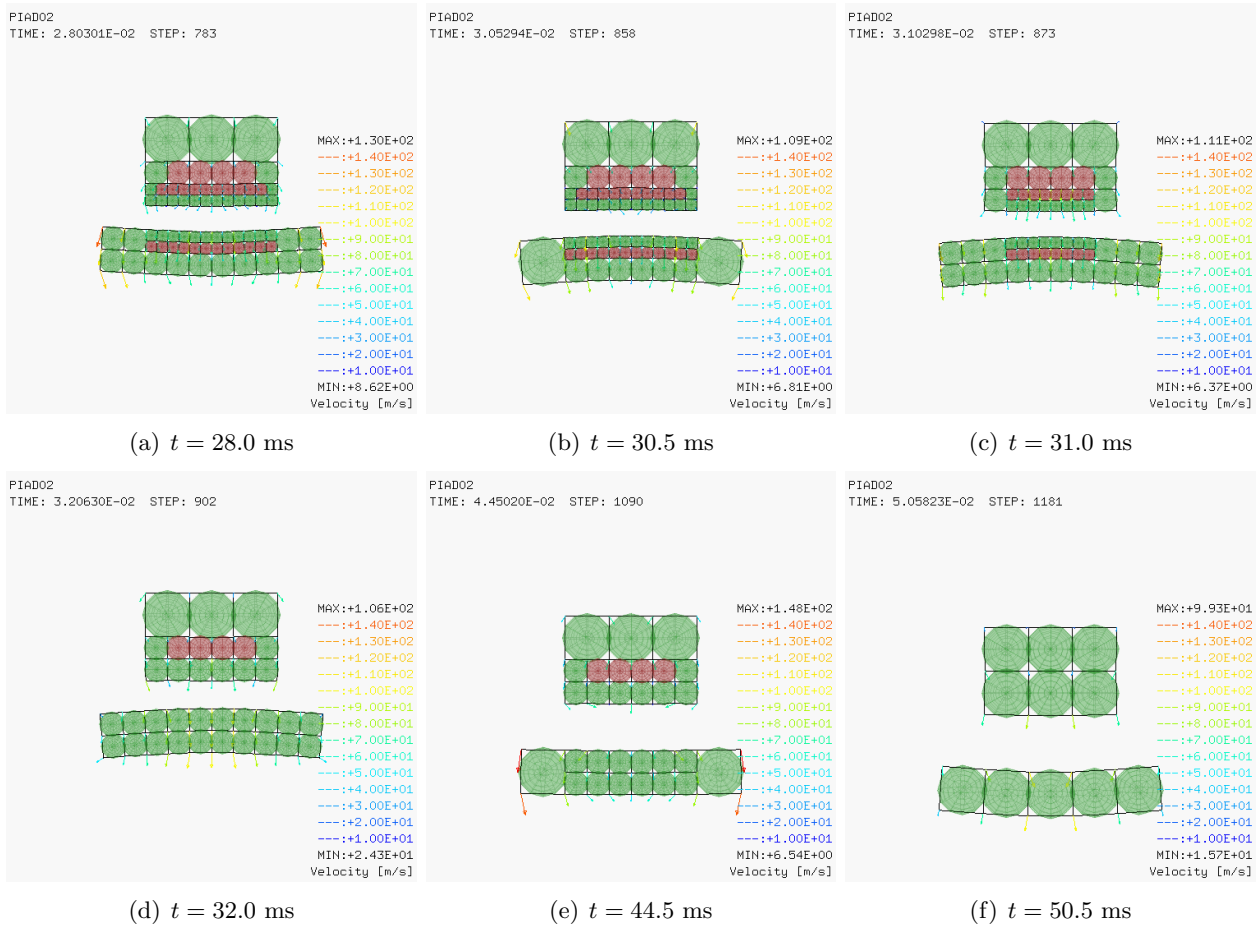 PIAD02
TIME: 2.80301E-02 STEP: 783
MAX:+1.30E+02
---:+1.40E+02
---:+1.30E+02
---:+1.20E+02
---:+1.10E+02
---:+1.00E+02
---:+9.00E+01
---:+8.00E+01
---:+7.00E+01
---:+6.00E+01
---:+5.00E+01
---:+4.00E+01
---:+3.00E+01
---:+2.00E+01
---:+1.00E+01
MIN:+8.62E+00
Velocity [m/s]
(a) t = 28.0 ms
PIAD02
TIME: 3.05294E-02 STEP: 858
MAX:+1.09E+02
---:+1.40E+02
---:+1.30E+02
---:+1.20E+02
---:+1.10E+02
---:+1.00E+02
---:+9.00E+01
---:+8.00E+01
---:+7.00E+01
---:+6.00E+01
---:+5.00E+01
---:+4.00E+01
---:+3.00E+01
---:+2.00E+01
---:+1.00E+01
MIN:+6.81E+00
Velocity [m/s]
(b) t = 30.5 ms
PIAD02
TIME: 3.10298E-02 STEP: 873
MAX:+1.11E+02
---:+1.40E+02
---:+1.30E+02
---:+1.20E+02
---:+1.10E+02
---:+1.00E+02
---:+9.00E+01
---:+8.00E+01
---:+7.00E+01
---:+6.00E+01
---:+5.00E+01
---:+4.00E+01
---:+3.00E+01
---:+2.00E+01
---:+1.00E+01
MIN:+6.37E+00
Velocity [m/s]
(c) t = 31.0 ms
PIAD02
TIME: 3.20630E-02 STEP: 902
MAX:+1.06E+02
---:+1.40E+02
---:+1.30E+02
---:+1.20E+02
---:+1.10E+02
---:+1.00E+02
---:+9.00E+01
---:+8.00E+01
---:+7.00E+01
---:+6.00E+01
---:+5.00E+01
---:+4.00E+01
---:+3.00E+01
---:+2.00E+01
---:+1.00E+01
MIN:+2.43E+01
Velocity [m/s]
(d) t = 32.0 ms
PIAD02
TIME: 4.45020E-02 STEP: 1090
MAX:+1.48E+02
---:+1.40E+02
---:+1.30E+02
---:+1.20E+02
---:+1.10E+02
---:+1.00E+02
---:+9.00E+01
---:+8.00E+01
---:+7.00E+01
---:+6.00E+01
---:+5.00E+01
---:+4.00E+01
---:+3.00E+01
---:+2.00E+01
---:+1.00E+01
MIN:+6.54E+00
Velocity [m/s]
(e) t = 44.5 ms
PIAD02
TIME: 5.05823E-02 STEP: 1181
MAX:+9.93E+01
---:+1.40E+02
---:+1.30E+02
---:+1.20E+02
---:+1.10E+02
---:+1.00E+02
---:+9.00E+01
---:+8.00E+01
---:+7.00E+01
---:+6.00E+01
---:+5.00E+01
---:+4.00E+01
---:+3.00E+01
---:+2.00E+01
---:+1.00E+01
MIN:+1.57E+01
Velocity [m/s]
(f) t = 50.5 ms